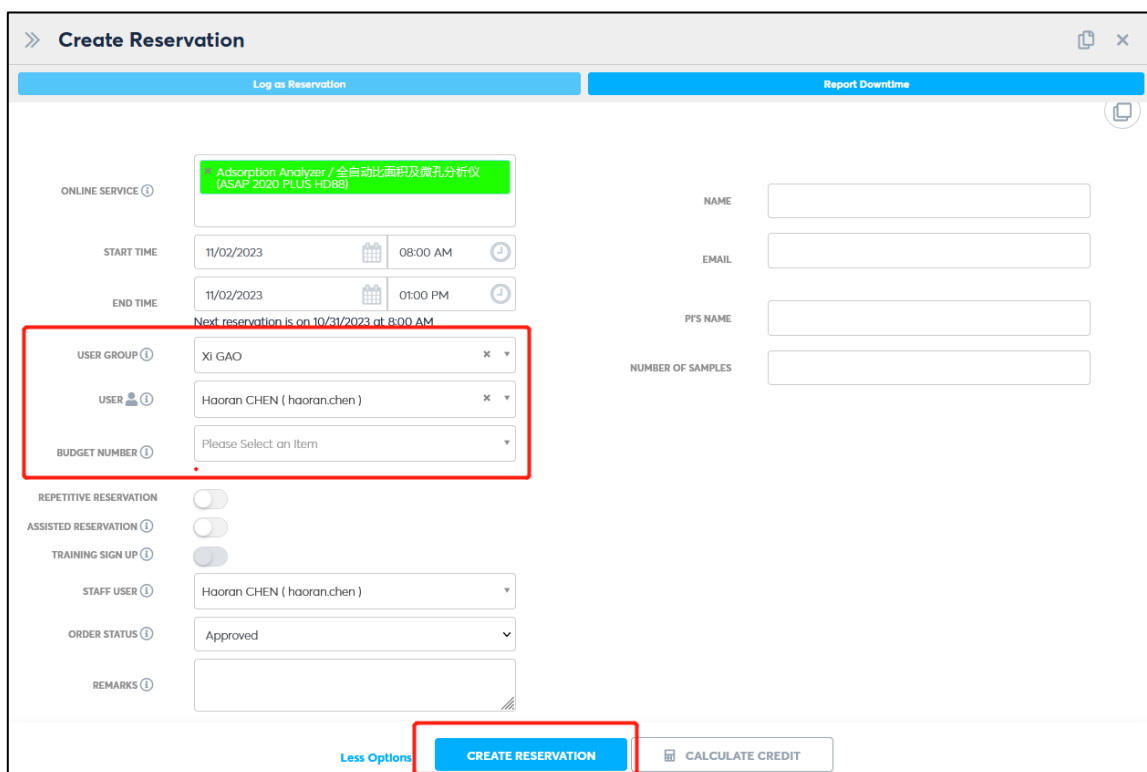 Create Reservation
Log as Reservation
Report Downtime
ONLINE SERVICE
× Adsorption Analyzer / 全自动比面积及微孔分析仪
(ASAP 2020 PLUS HD88)
START TIME
11/02/2023
08:00 AM
END TIME
11/02/2023
01:00 PM
Next reservation is on 10/31/2023 at 8:00 AM
USER GROUP
Xi GAO
USER
Haoran CHEN ( haoran.chen )
BUDGET NUMBER
Please Select an Item
*
REPETITIVE RESERVATION
ASSISTED RESERVATION
TRAINING SIGN UP
STAFF USER
Haoran CHEN ( haoran.chen )
ORDER STATUS
Approved
REMARKS
NAME
EMAIL
PI'S NAME
NUMBER OF SAMPLES
Less Options
CREATE RESERVATION
CALCULATE CREDIT